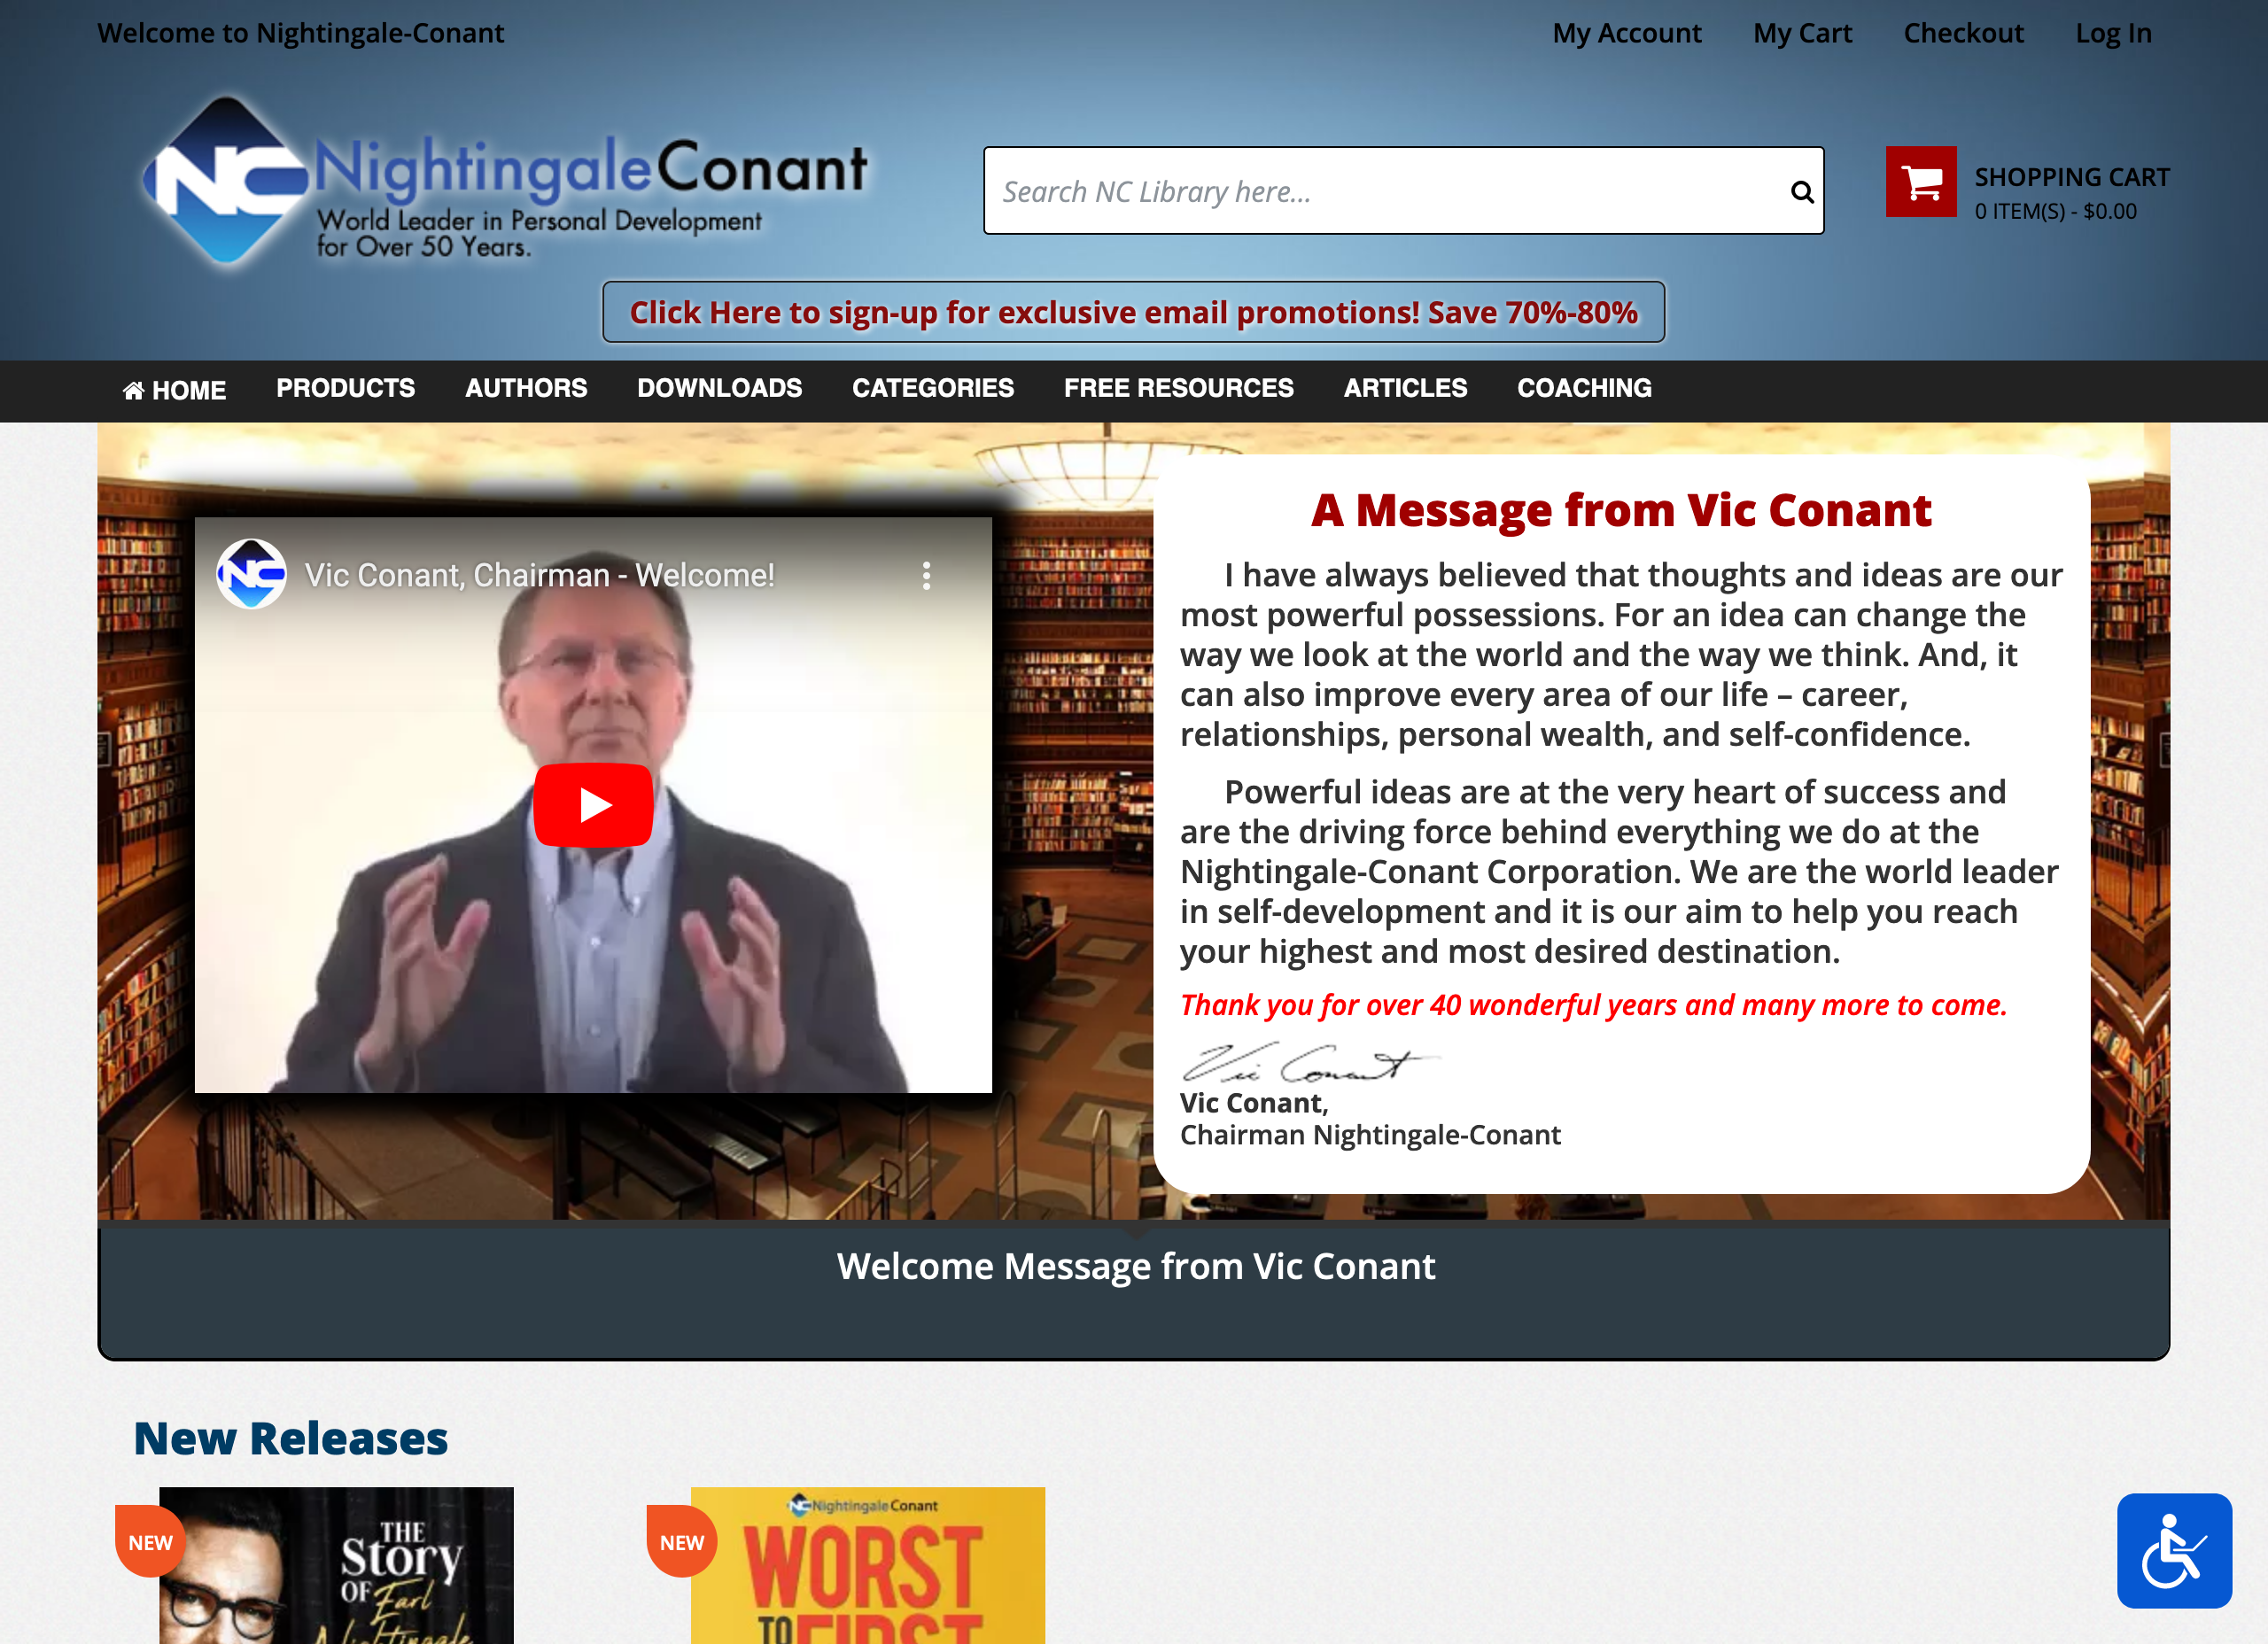 Welcome to Nightingale-Conant
My Account My Cart Checkout Log In
NC NightingaleConant
World Leader in Personal Development
for Over 50 Years.
Search NC Library here...
SHOPPING CART
0 ITEM(S) - $0.00
Click Here to sign-up for exclusive email promotions! Save 70%-80%
HOME PRODUCTS AUTHORS DOWNLOADS CATEGORIES FREE RESOURCES ARTICLES COACHING
NC Vic Conant, Chairman - Welcome!
A Message from Vic Conant
I have always believed that thoughts and ideas are our
most powerful possessions. For an idea can change the
way we look at the world and the way we think. And, it
can also improve every area of our life – career,
relationships, personal wealth, and self-confidence.
Powerful ideas are at the very heart of success and
are the driving force behind everything we do at the
Nightingale-Conant Corporation. We are the world leader
in self-development and it is our aim to help you reach
your highest and most desired destination.
Thank you for over 40 wonderful years and many more to come.
Vic Conant
Vic Conant,
Chairman Nightingale-Conant
Welcome Message from Vic Conant
New Releases
NEW
THE
Story
OF Earl
Nightingale
NEW
NC NightingaleConant
WORST
TO FIRST